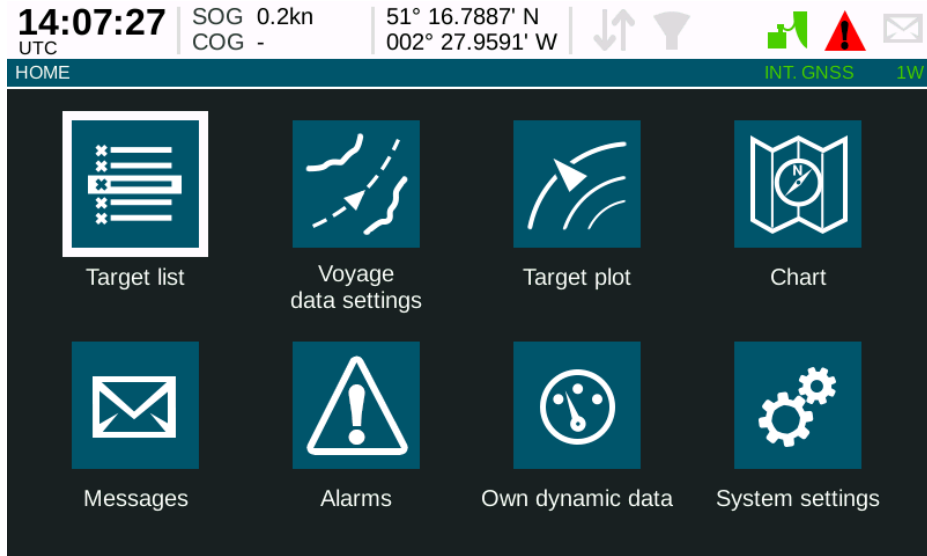 14:07:27
UTC
SOG 0.2kn
COG -
51° 16.7887' N
002° 27.9591' W
HOME
INT. GNSS 1W
Target list
Voyage
data settings
Target plot
N
Chart
Messages
Alarms
Own dynamic data
System settings